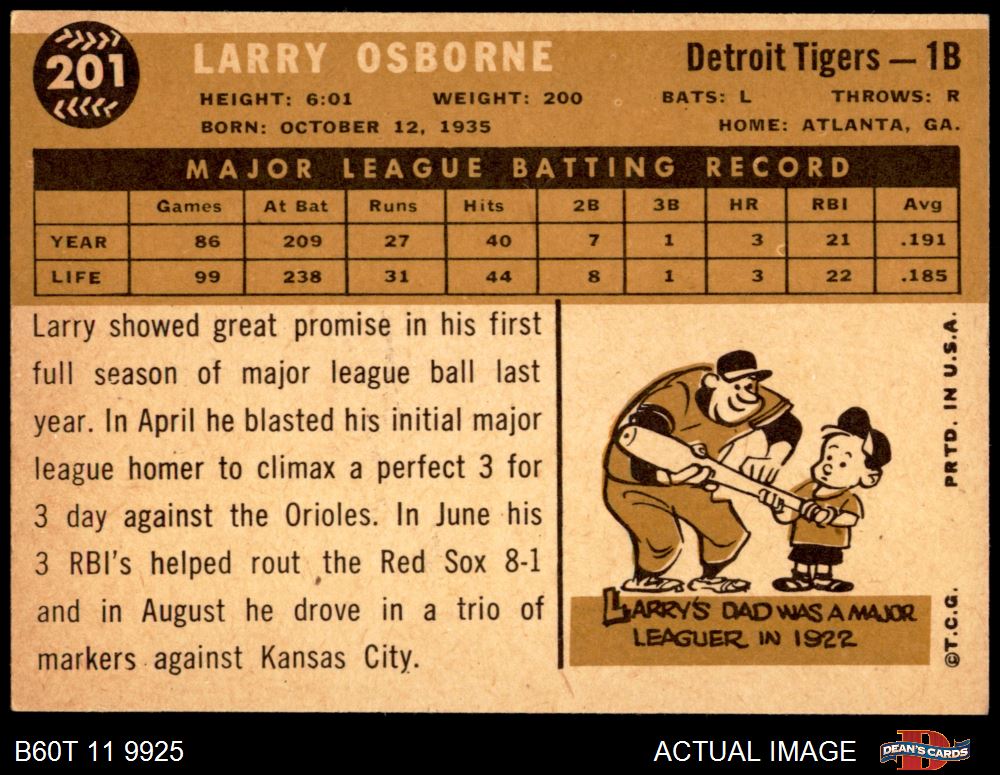 201
LARRY OSBORNE
Detroit Tigers — 1B
HEIGHT: 6:01 WEIGHT: 200 BATS: L THROWS: R
BORN: OCTOBER 12, 1935 HOME: ATLANTA, GA.
MAJOR LEAGUE BATTING RECORD
Games At Bat Runs Hits 2B 3B HR RBI Avg
YEAR 86 209 27 40 7 1 3 21 .191
LIFE 99 238 31 44 8 1 3 22 .185
Larry showed great promise in his first
full season of major league ball last
year. In April he blasted his initial major
league homer to climax a perfect 3 for
3 day against the Orioles. In June his
3 RBI's helped rout the Red Sox 8-1
and in August he drove in a trio of
markers against Kansas City.
LARRY'S DAD WAS A MAJOR
LEAGUER IN 1922
©T.C.G. PRTD. IN U.S.A.
B60T 11 9925
ACTUAL IMAGE
DEAN'S CARDS